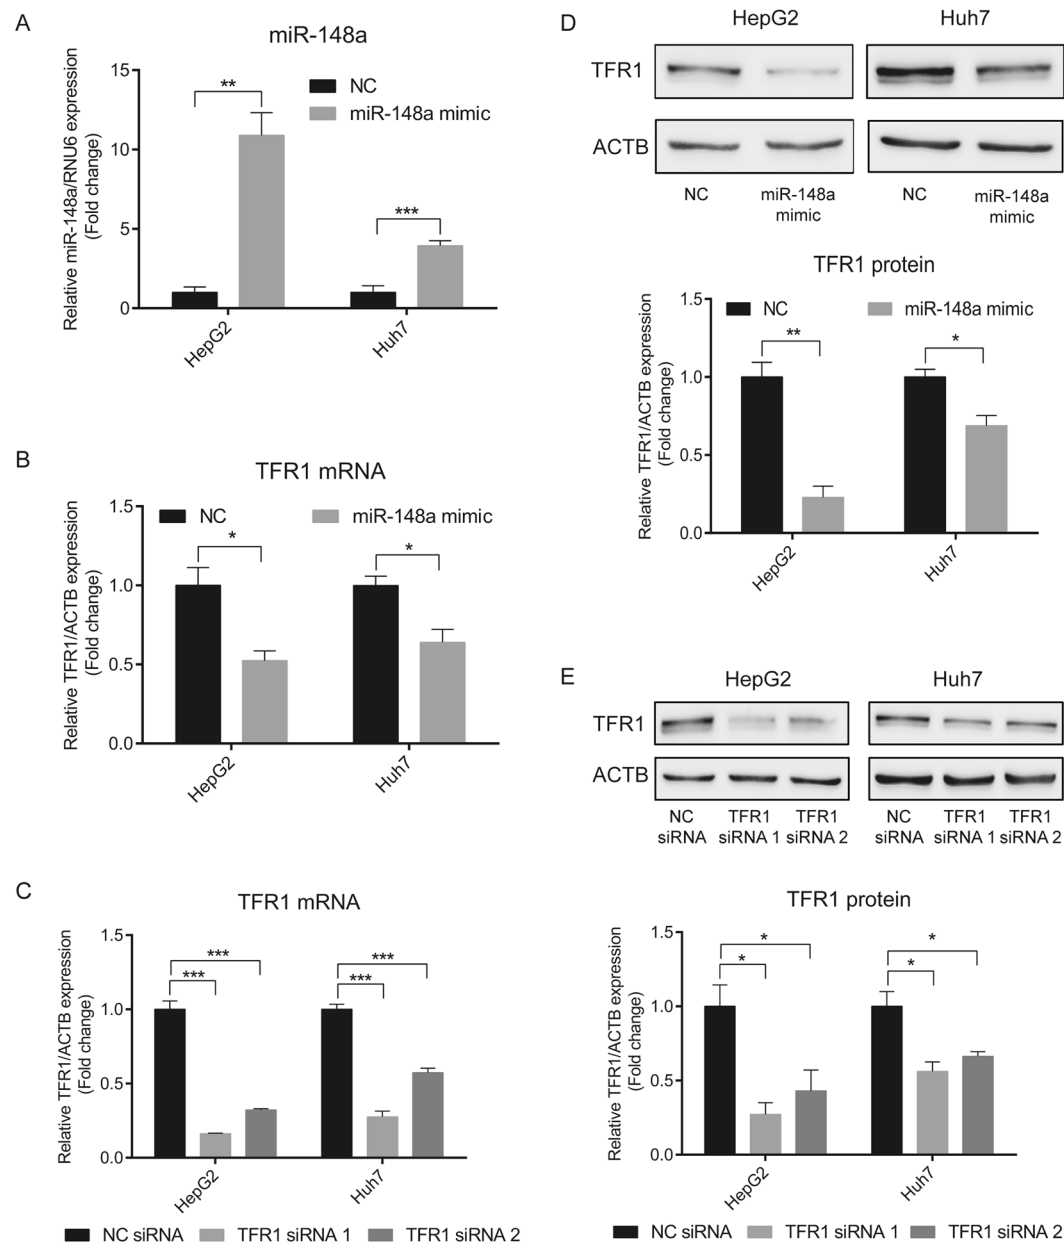 A
miR-148a
Relative miR-148a/RNU6 expression
(Fold change)
15
10
5
0
NC
miR-148a mimic
**
***
HepG2
Huh7
B
TFR1 mRNA
Relative TFR1/ACTB expression
(Fold change)
1.5
1.0
0.5
0.0
NC
miR-148a mimic
*
*
HepG2
Huh7
C
TFR1 mRNA
Relative TFR1/ACTB expression
(Fold change)
1.5
1.0
0.5
0.0
***
***
***
***
HepG2
Huh7
NC siRNA
TFR1 siRNA 1
TFR1 siRNA 2
D
HepG2
Huh7
TFR1
ACTB
NC
miR-148a
mimic
NC
miR-148a
mimic
TFR1 protein
Relative TFR1/ACTB expression
(Fold change)
1.5
1.0
0.5
0.0
NC
miR-148a mimic
**
*
HepG2
Huh7
E
HepG2
Huh7
TFR1
ACTB
NC
siRNA
TFR1
siRNA 1
TFR1
siRNA 2
NC
siRNA
TFR1
siRNA 1
TFR1
siRNA 2
TFR1 protein
Relative TFR1/ACTB expression
(Fold change)
1.5
1.0
0.5
0.0
*
*
*
*
HepG2
Huh7
NC siRNA
TFR1 siRNA 1
TFR1 siRNA 2